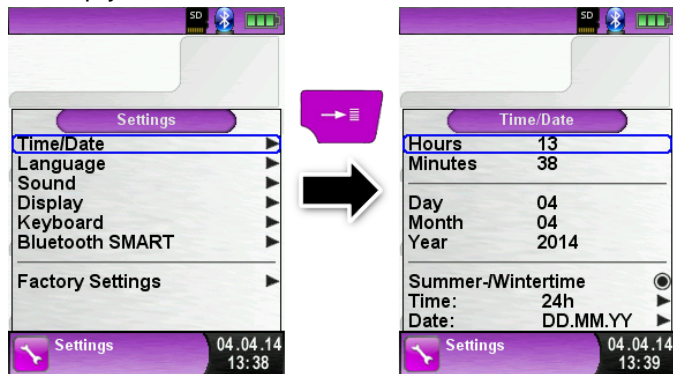 SD
Settings
Time/Date
Language
Sound
Display
Keyboard
Bluetooth SMART
Factory Settings
Settings
04.04.14
13:38
SD
Time/Date
Hours 13
Minutes 38
Day 04
Month 04
Year 2014
Summer-/Wintertime
Time: 24h
Date: DD.MM.YY
Settings
04.04.14
13:39